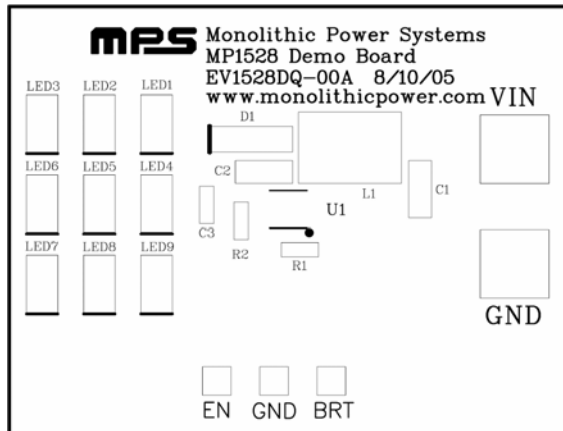 mps Monolithic Power Systems
MP1528 Demo Board
EV1528DQ-00A 8/10/05
www.monolithicpower.com
VIN
LED3 LED2 LED1
D1
LED6 LED5 LED4
C2
L1
C1
U1
C3
R2
R1
LED7 LED8 LED9
GND
EN GND BRT